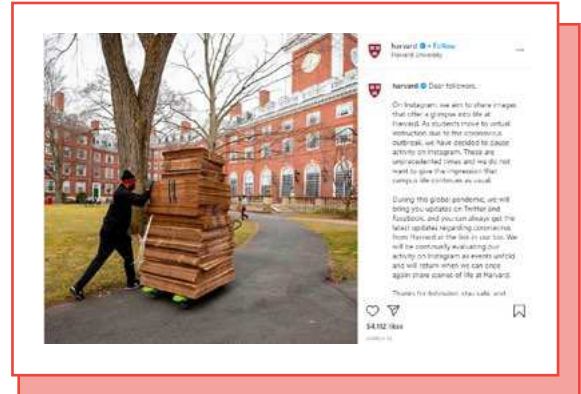 harvard • Follow
Harvard University
harvard Dear followers,
On Instagram, we aim to share images
that offer a glimpse into life at
Harvard. As students move to virtual
instruction due to the coronavirus
outbreak, we have decided to pause
activity on Instagram. These are
unprecedented times and we do not
want to give the impression that
campus life continues as usual.
During this global pandemic, we will
bring you updates on Twitter and
Facebook, and you can always get the
latest updates regarding coronavirus
from Harvard at the link in our bio. We
will be continually evaluating our
activity on Instagram as events unfold
and will return when we can once
again share scenes of life at Harvard.
Thanks for following, stay safe, and
54,112 likes